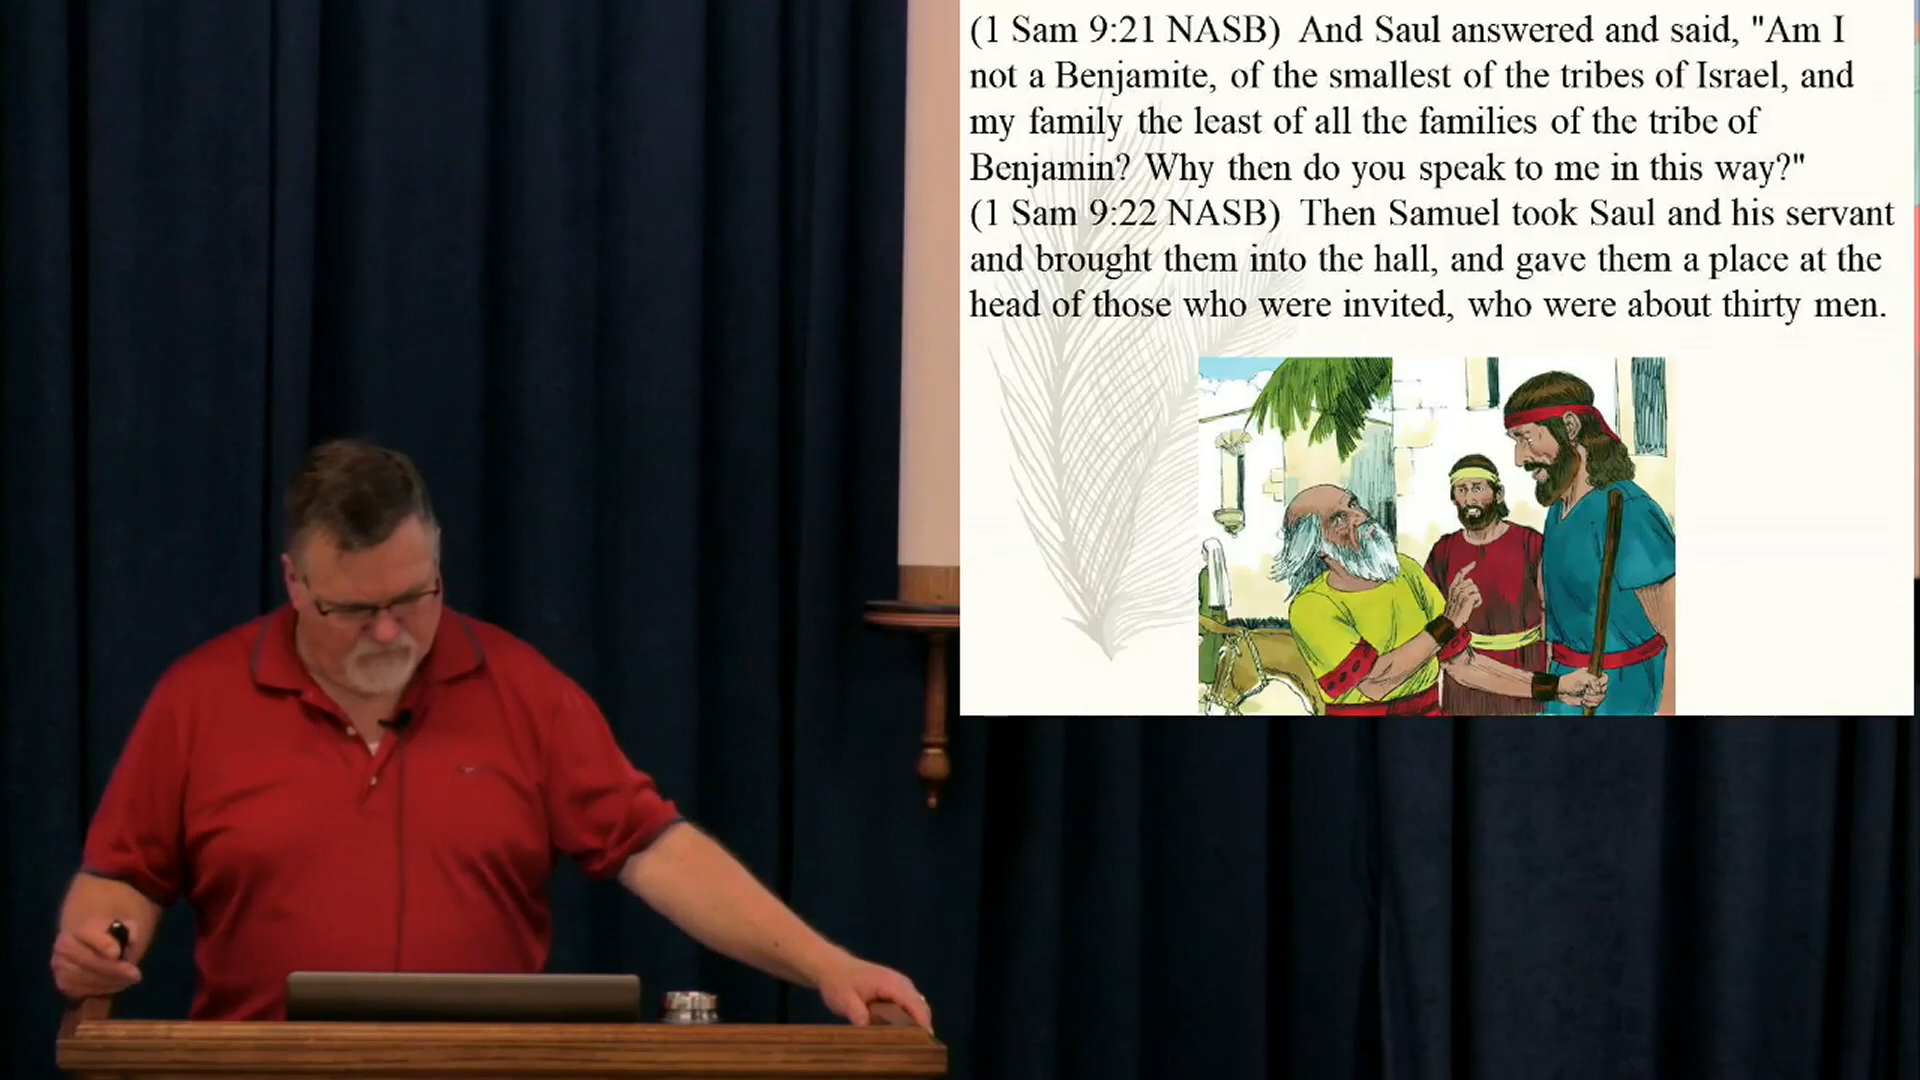 (1 Sam 9:21 NASB) And Saul answered and said, "Am I
not a Benjamite, of the smallest of the tribes of Israel, and
my family the least of all the families of the tribe of
Benjamin? Why then do you speak to me in this way?"
(1 Sam 9:22 NASB) Then Samuel took Saul and his servant
and brought them into the hall, and gave them a place at the
head of those who were invited, who were about thirty men.